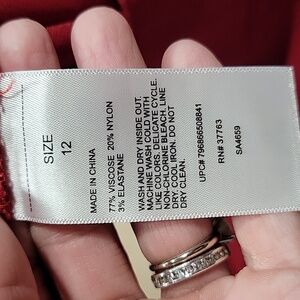 SIZE
12
MADE IN CHINA
77% VISCOSE 20% NYLON
3% ELASTANE
WASH AND DRY INSIDE OUT.
MACHINE WASH COLD WITH
LIKE COLORS. DELICATE CYCLE.
NON-CHLORINE BLEACH. LINE
DRY. COOL IRON. DO NOT
DRY CLEAN.
UPC# 796866508841
RN# 37763
SA4659